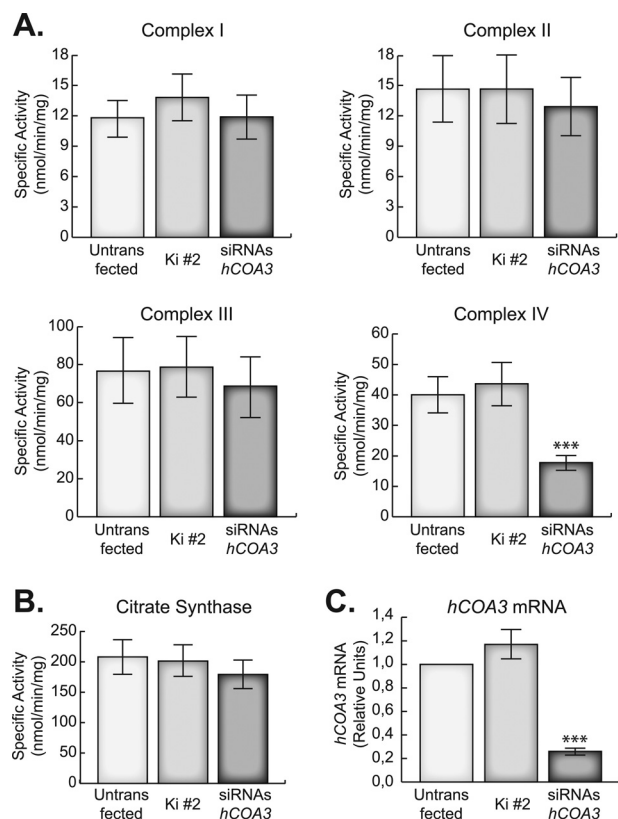 A.
Complex I
Specific Activity
(nmol/min/mg)
18
15
12
9
6
3
0
Untrans
fected
Ki #2
siRNAs
hCOA3
Complex II
Specific Activity
(nmol/min/mg)
18
15
12
9
6
3
0
Untrans
fected
Ki #2
siRNAs
hCOA3
Complex III
Specific Activity
(nmol/min/mg)
100
80
60
40
20
0
Untrans
fected
Ki #2
siRNAs
hCOA3
Complex IV
Specific Activity
(nmol/min/mg)
60
50
40
30
20
10
0
***
Untrans
fected
Ki #2
siRNAs
hCOA3
B.
Citrate Synthase
Specific Activity
(nmol/min/mg)
250
200
150
100
50
0
Untrans
fected
Ki #2
siRNAs
hCOA3
C.
hCOA3 mRNA
hCOA3 mRNA
(Relative Units)
1,4
1,2
1,0
0,8
0,6
0,4
0,2
0,0
***
Untrans
fected
Ki #2
siRNAs
hCOA3